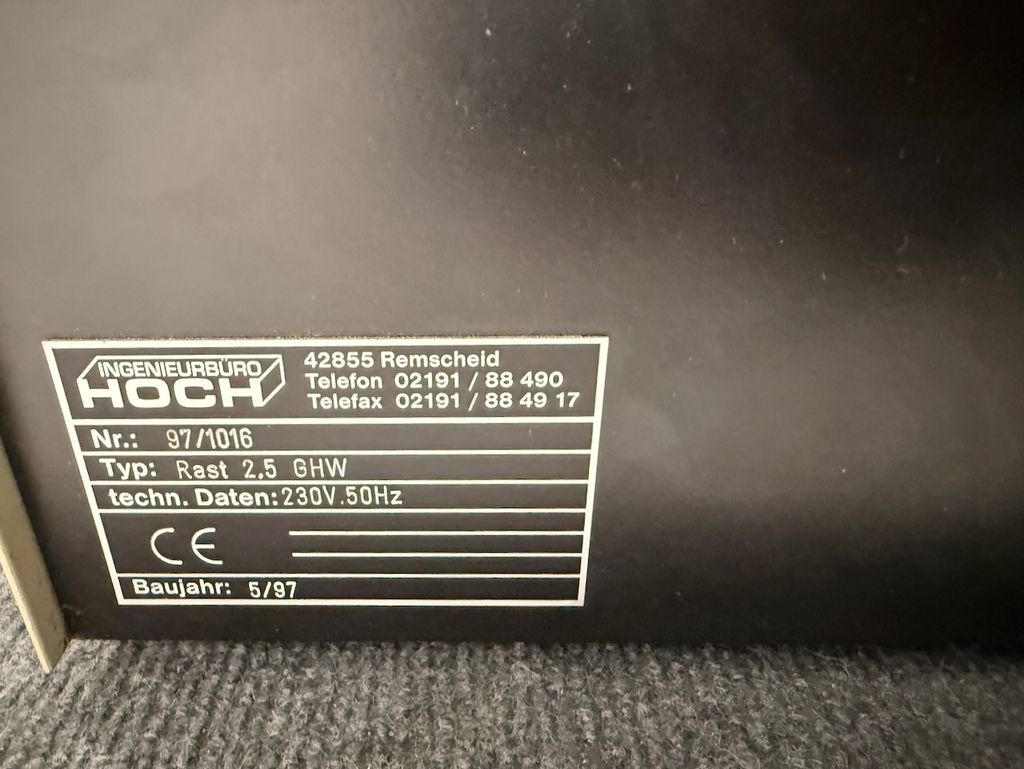 INGENIEURBÜRO
HOCH
42855 Remscheid
Telefon 02191 / 88 490
Telefax 02191 / 88 49 17
Nr.: 97/1016
Typ: Rast 2,5 GHW
techn. Daten: 230V.50Hz
CE
Baujahr: 5/97